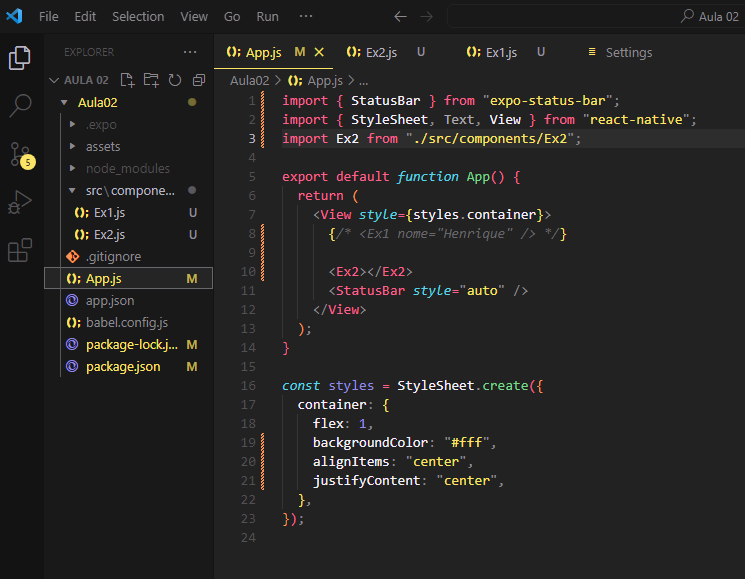 File Edit Selection View Go Run ··· ← → Aula 02
EXPLORER ···
AULA 02
Aula02
.expo
assets
node_modules
src\compone...
Ex1.js U
Ex2.js U
.gitignore
App.js M
app.json
babel.config.js
package-lock.j... M
package.json M
5
App.js M Ex2.js U Ex1.js U Settings
Aula02 > App.js > ...
1 import { StatusBar } from "expo-status-bar";
2 import { StyleSheet, Text, View } from "react-native";
3 import Ex2 from "./src/components/Ex2";
4
5 export default function App() {
6   return (
7     <View style={styles.container}>
8       {/* <Ex1 nome="Henrique" /> */}
9
10       <Ex2></Ex2>
11       <StatusBar style="auto" />
12     </View>
13   );
14 }
15
16 const styles = StyleSheet.create({
17   container: {
18     flex: 1,
19     backgroundColor: "#fff",
20     alignItems: "center",
21     justifyContent: "center",
22   },
23 });
24